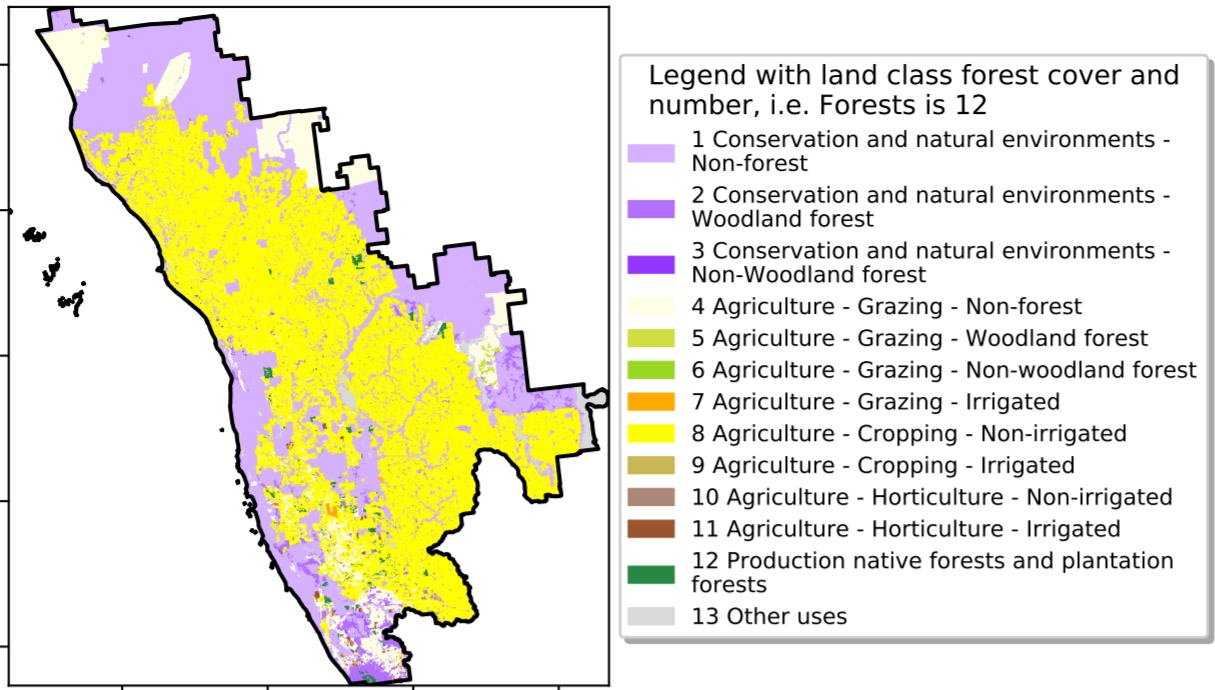 Legend with land class forest cover and
number, i.e. Forests is 12
1 Conservation and natural environments -
Non-forest
2 Conservation and natural environments -
Woodland forest
3 Conservation and natural environments -
Non-Woodland forest
4 Agriculture - Grazing - Non-forest
5 Agriculture - Grazing - Woodland forest
6 Agriculture - Grazing - Non-woodland forest
7 Agriculture - Grazing - Irrigated
8 Agriculture - Cropping - Non-irrigated
9 Agriculture - Cropping - Irrigated
10 Agriculture - Horticulture - Non-irrigated
11 Agriculture - Horticulture - Irrigated
12 Production native forests and plantation
forests
13 Other uses